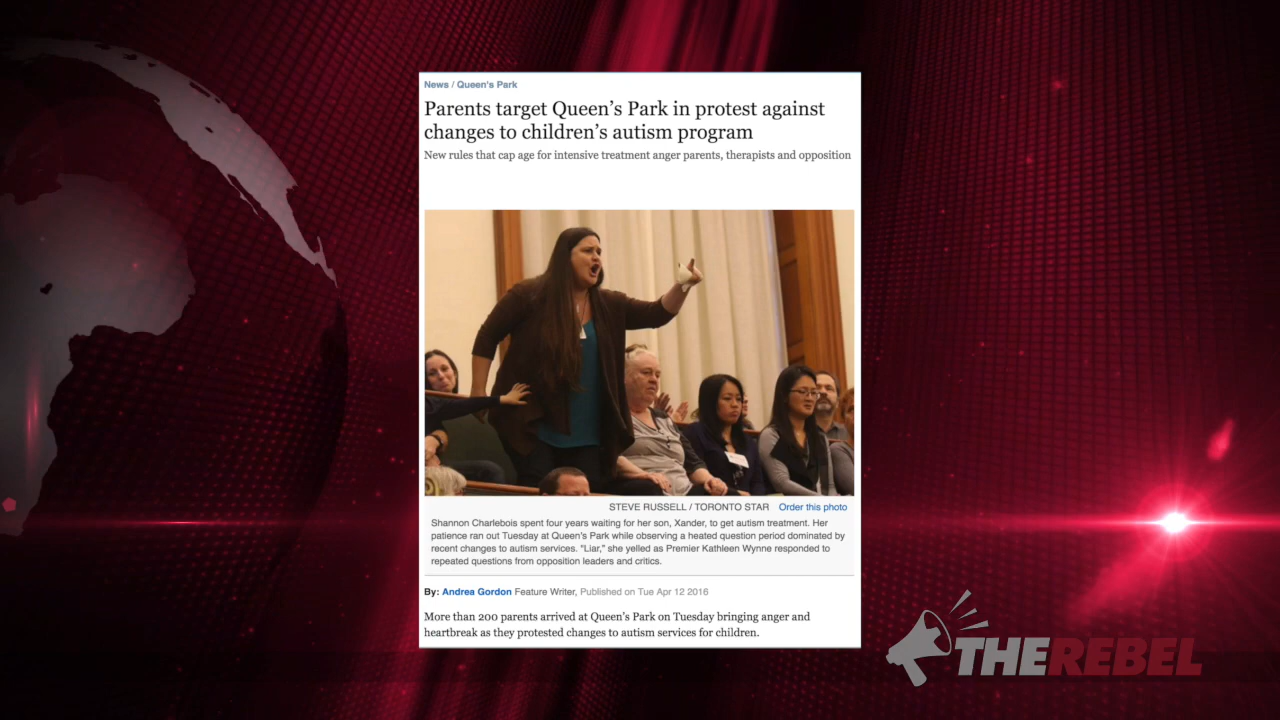 News / Queen's Park
Parents target Queen's Park in protest against
changes to children's autism program
New rules that cap age for intensive treatment anger parents, therapists and opposition
STEVE RUSSELL / TORONTO STAR Order this photo
Shannon Charlebois spent four years waiting for her son, Xander, to get autism treatment. Her
patience ran out Tuesday at Queen's Park while observing a heated question period dominated by
recent changes to autism services. "Liar," she yelled as Premier Kathleen Wynne responded to
repeated questions from opposition leaders and critics.
By: Andrea Gordon Feature Writer, Published on Tue Apr 12 2016
More than 200 parents arrived at Queen's Park on Tuesday bringing anger and
heartbreak as they protested changes to autism services for children.
THEREBEL